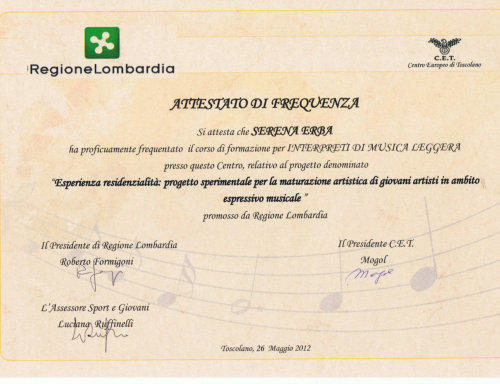 RegioneLombardia
C.E.T.
Centro Europeo di Toscolano
ATTESTATO DI FREQUENZA
Si attesta che SERENA ERBA
ha proficuamente frequentato il corso di formazione per INTERPRETI DI MUSICA LEGGERA
presso questo Centro, relativo al progetto denominato
"Esperienza residenzialità: progetto sperimentale per la maturazione artistica di giovani artisti in ambito
espressivo musicale"
promosso da Regione Lombardia
Il Presidente di Regione Lombardia
Roberto Formigoni
Il Presidente C.E.T.
Mogol
Mogol
L'Assessore Sport e Giovani
Luciana Ruffinelli
Toscolano, 26 Maggio 2012